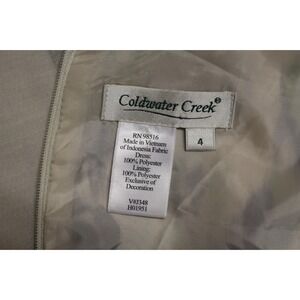 Coldwater Creek®
4
RN 98516
Made in Vietnam
of Indonesia Fabric
Dress:
100% Polyester
Lining:
100% Polyester
Exclusive of
Decoration
V#J348
H01951